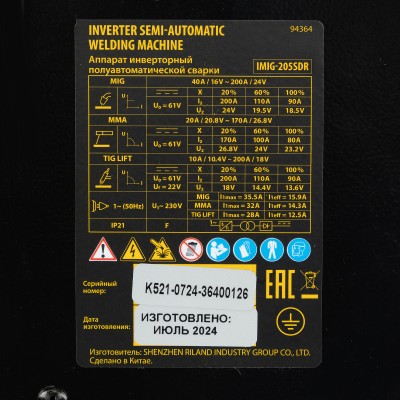 INVERTER SEMI-AUTOMATIC 94364
WELDING MACHINE
Аппарат инверторный
полуавтоматической сварки IMIG-205SDR
MIG 40A / 16V ~ 200A / 24V
X 20% 60% 100%
U₀ = 61V I₂ 200A 110A 90A
U₂ 24V 19.5V 18.5V
MMA 20A / 20.8V ~ 170A / 26.8V
X 20% 60% 100%
U₀ = 61V I₂ 170A 100A 80A
U₂ 26.8V 24V 23.2V
TIG LIFT 10A / 10.4V ~ 200A / 18V
X 20% 60% 100%
U₀ = 61V I₂ 200A 110A 90A
Ur = 22V U₂ 18V 14.4V 13.6V
MIG I1max = 35.5A I1eff = 15.9A
1~ (50Hz) U₁~ 230V MMA I1max = 32A I1eff = 14.3A
TIG LIFT I1max = 28A I1eff = 12.5A
IP21 F
Серийный
номер: K521-0724-36400126
EAC
Дата ИЗГОТОВЛЕНО:
изготовления: ИЮЛЬ 2024
Изготовитель: SHENZHEN RILAND INDUSTRY GROUP CO., LTD.
Сделано в Китае.